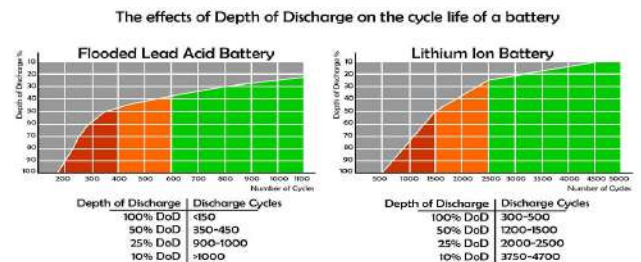 The effects of Depth of Discharge on the cycle life of a battery
Flooded Lead Acid Battery
Depth of Discharge %
10
20
30
40
50
60
70
80
90
100
200 300 400 500 600 700 800 900 1000 1100
Number of Cycles
Depth of Discharge Discharge Cycles
100% DoD <150
50% DoD 350-450
25% DoD 900-1000
10% DoD >1000
Lithium Ion Battery
Depth of Discharge %
10
20
30
40
50
60
70
80
90
100
500 1000 1500 2000 2500 3000 3500 4000 4500 5000
Number of Cycles
Depth of Discharge Discharge Cycles
100% DoD 300-500
50% DoD 1200-1500
25% DoD 2000-2500
10% DoD 3750-4700